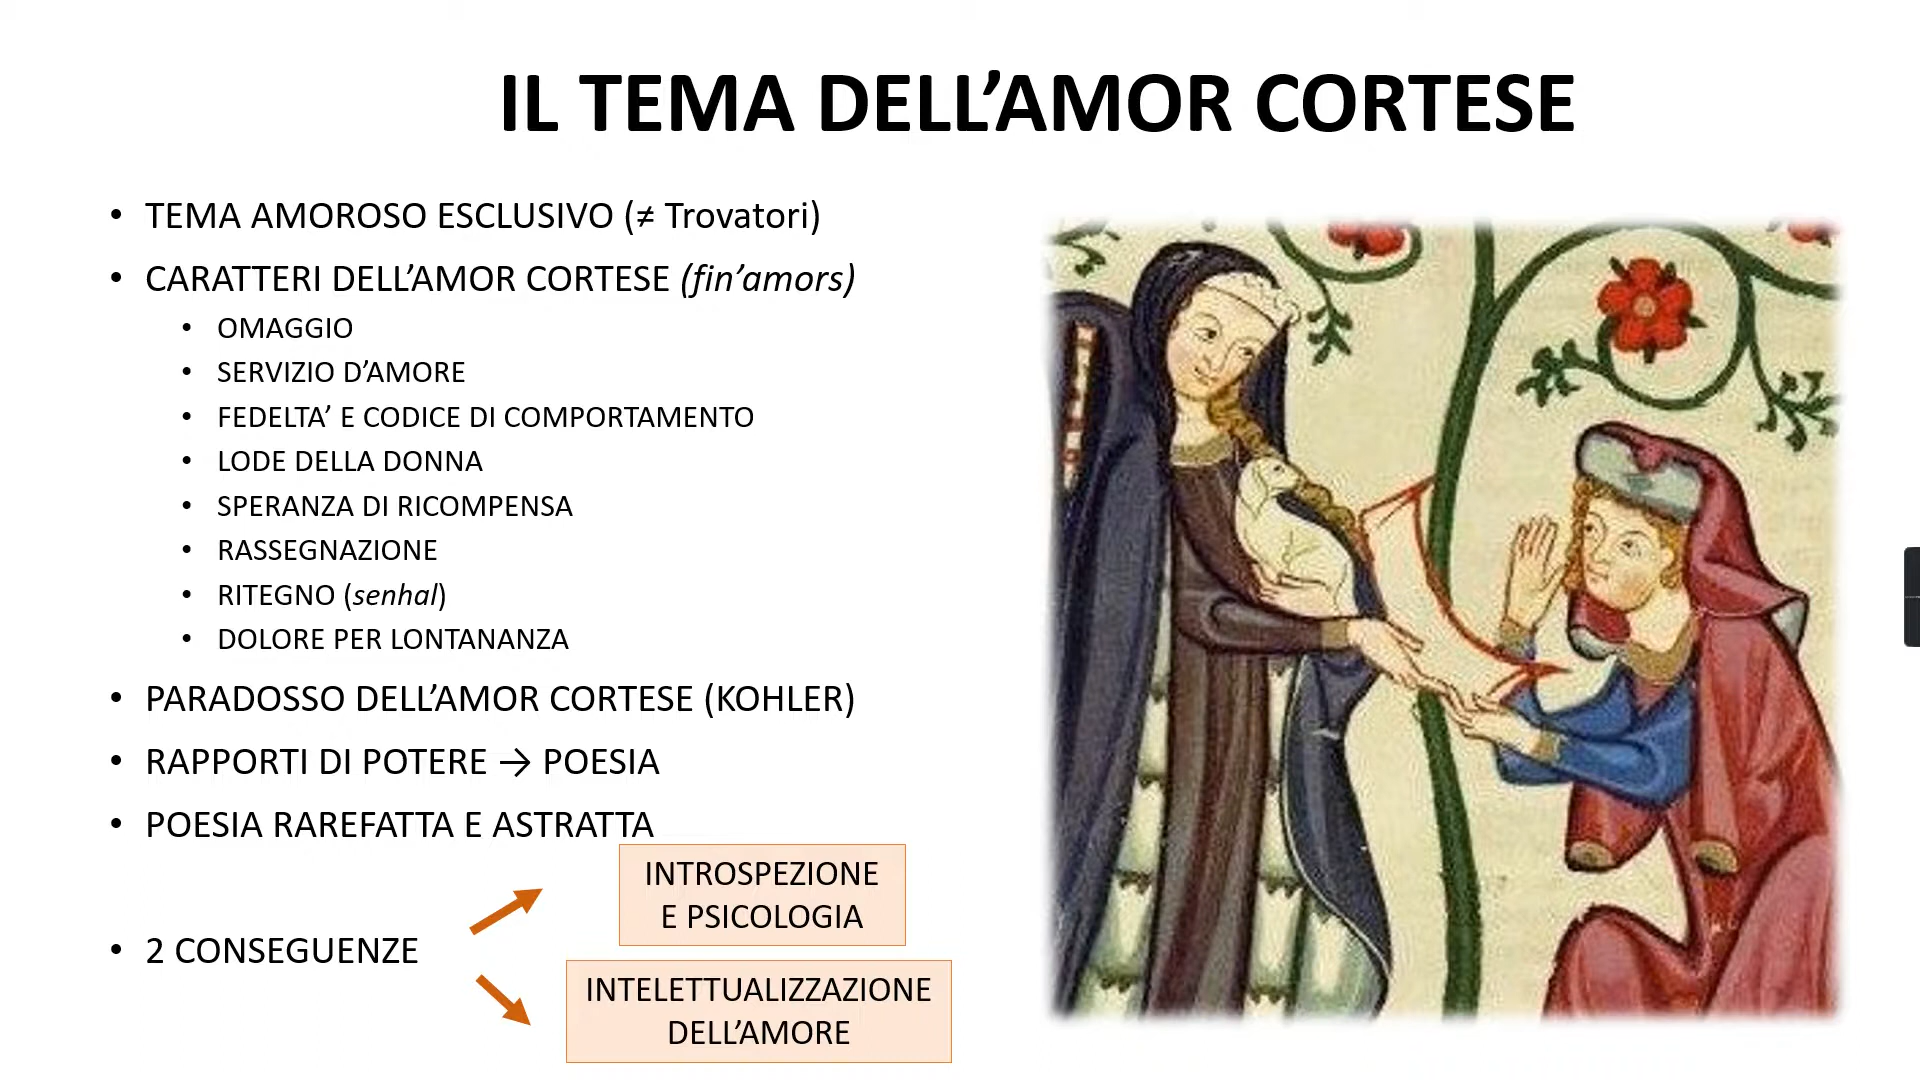 IL TEMA DELL’AMOR CORTESE
• TEMA AMOROSO ESCLUSIVO (≠ Trovatori)
• CARATTERI DELL’AMOR CORTESE (fin’amors)
• OMAGGIO
• SERVIZIO D’AMORE
• FEDELTA’ E CODICE DI COMPORTAMENTO
• LODE DELLA DONNA
• SPERANZA DI RICOMPENSA
• RASSEGNAZIONE
• RITEGNO (senhal)
• DOLORE PER LONTANANZA
• PARADOSSO DELL’AMOR CORTESE (KOHLER)
• RAPPORTI DI POTERE → POESIA
• POESIA RAREFATTA E ASTRATTA
• 2 CONSEGUENZE
INTROSPEZIONE
E PSICOLOGIA
INTELETTUALIZZAZIONE
DELL’AMORE